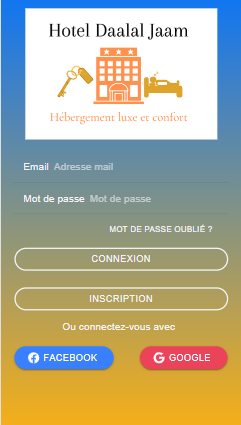 Hotel Daalal Jaam
Hébergement luxe et confort
Email Adresse mail
Mot de passe Mot de passe
MOT DE PASSE OUBLIÉ ?
CONNEXION
INSCRIPTION
Ou connectez-vous avec
FACEBOOK GOOGLE